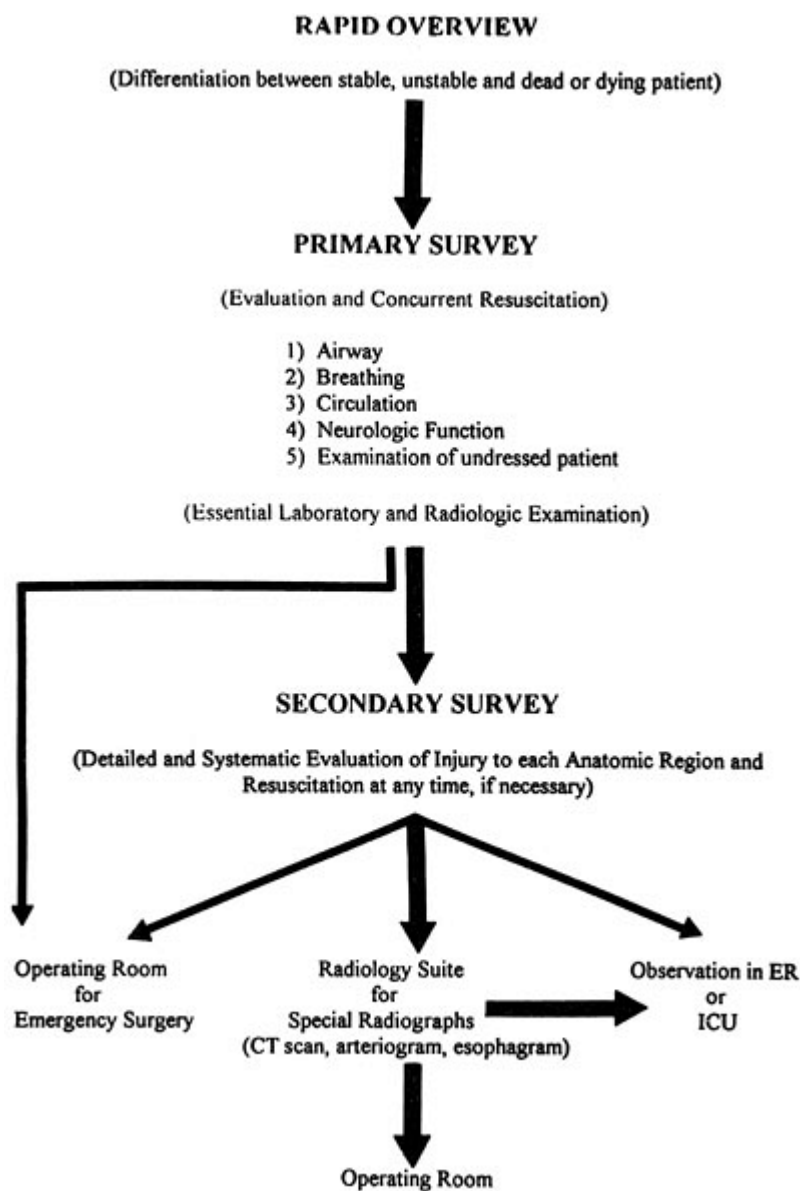 RAPID OVERVIEW
(Differentiation between stable, unstable and dead or dying patient)
PRIMARY SURVEY
(Evaluation and Concurrent Resuscitation)
1) Airway
2) Breathing
3) Circulation
4) Neurologic Function
5) Examination of undressed patient
(Essential Laboratory and Radiologic Examination)
SECONDARY SURVEY
(Detailed and Systematic Evaluation of Injury to each Anatomic Region and
Resuscitation at any time, if necessary)
Operating Room
for
Emergency Surgery
Radiology Suite
for
Special Radiographs
(CT scan, arteriogram, esophagram)
Observation in ER
or
ICU
Operating Room